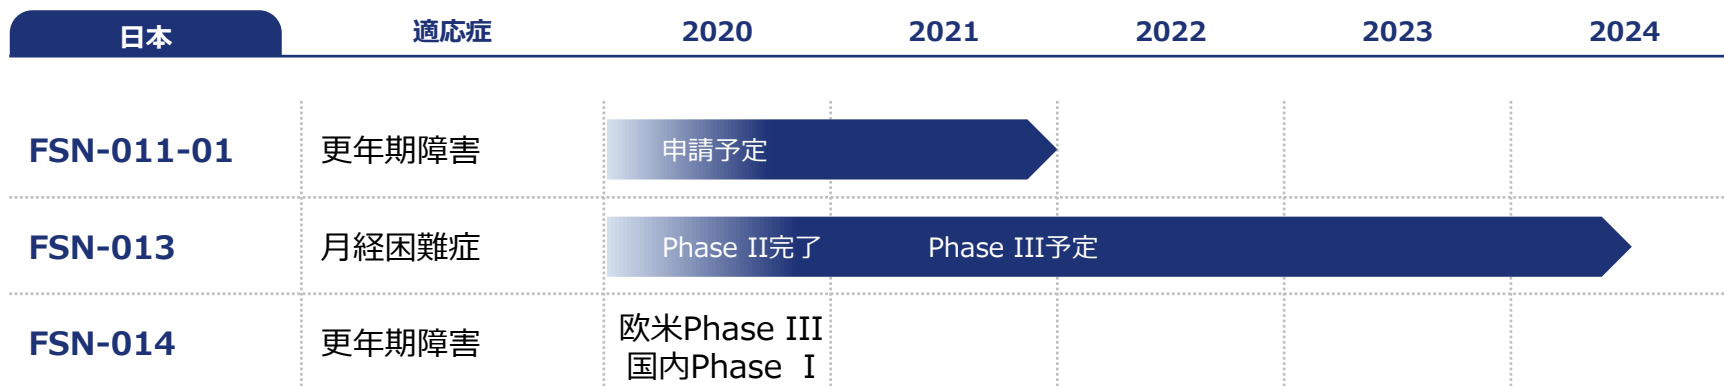 日本 適応症 2020 2021 2022 2023 2024
FSN-011-01 更年期障害 申請予定
FSN-013 月経困難症 Phase II完了 Phase III予定
FSN-014 更年期障害 欧米Phase III
国内Phase I